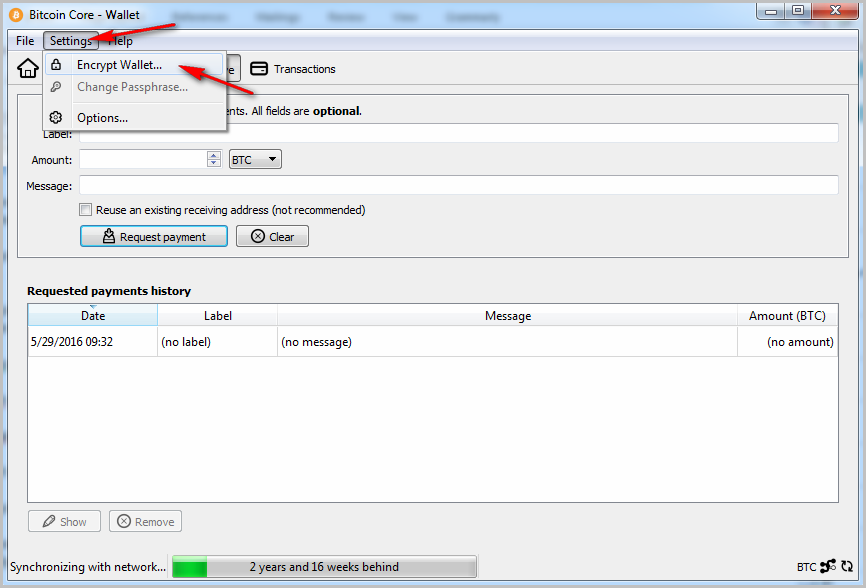 Bitcoin Core - Wallet
File Settings Help
Encrypt Wallet...
Change Passphrase...
Options...
Transactions
All fields are optional.
Label:
Amount: BTC
Message:
Reuse an existing receiving address (not recommended)
Request payment Clear
Requested payments history
Date Label Message Amount (BTC)
5/29/2016 09:32 (no label) (no message) (no amount)
Show Remove
Synchronizing with network... 2 years and 16 weeks behind BTC